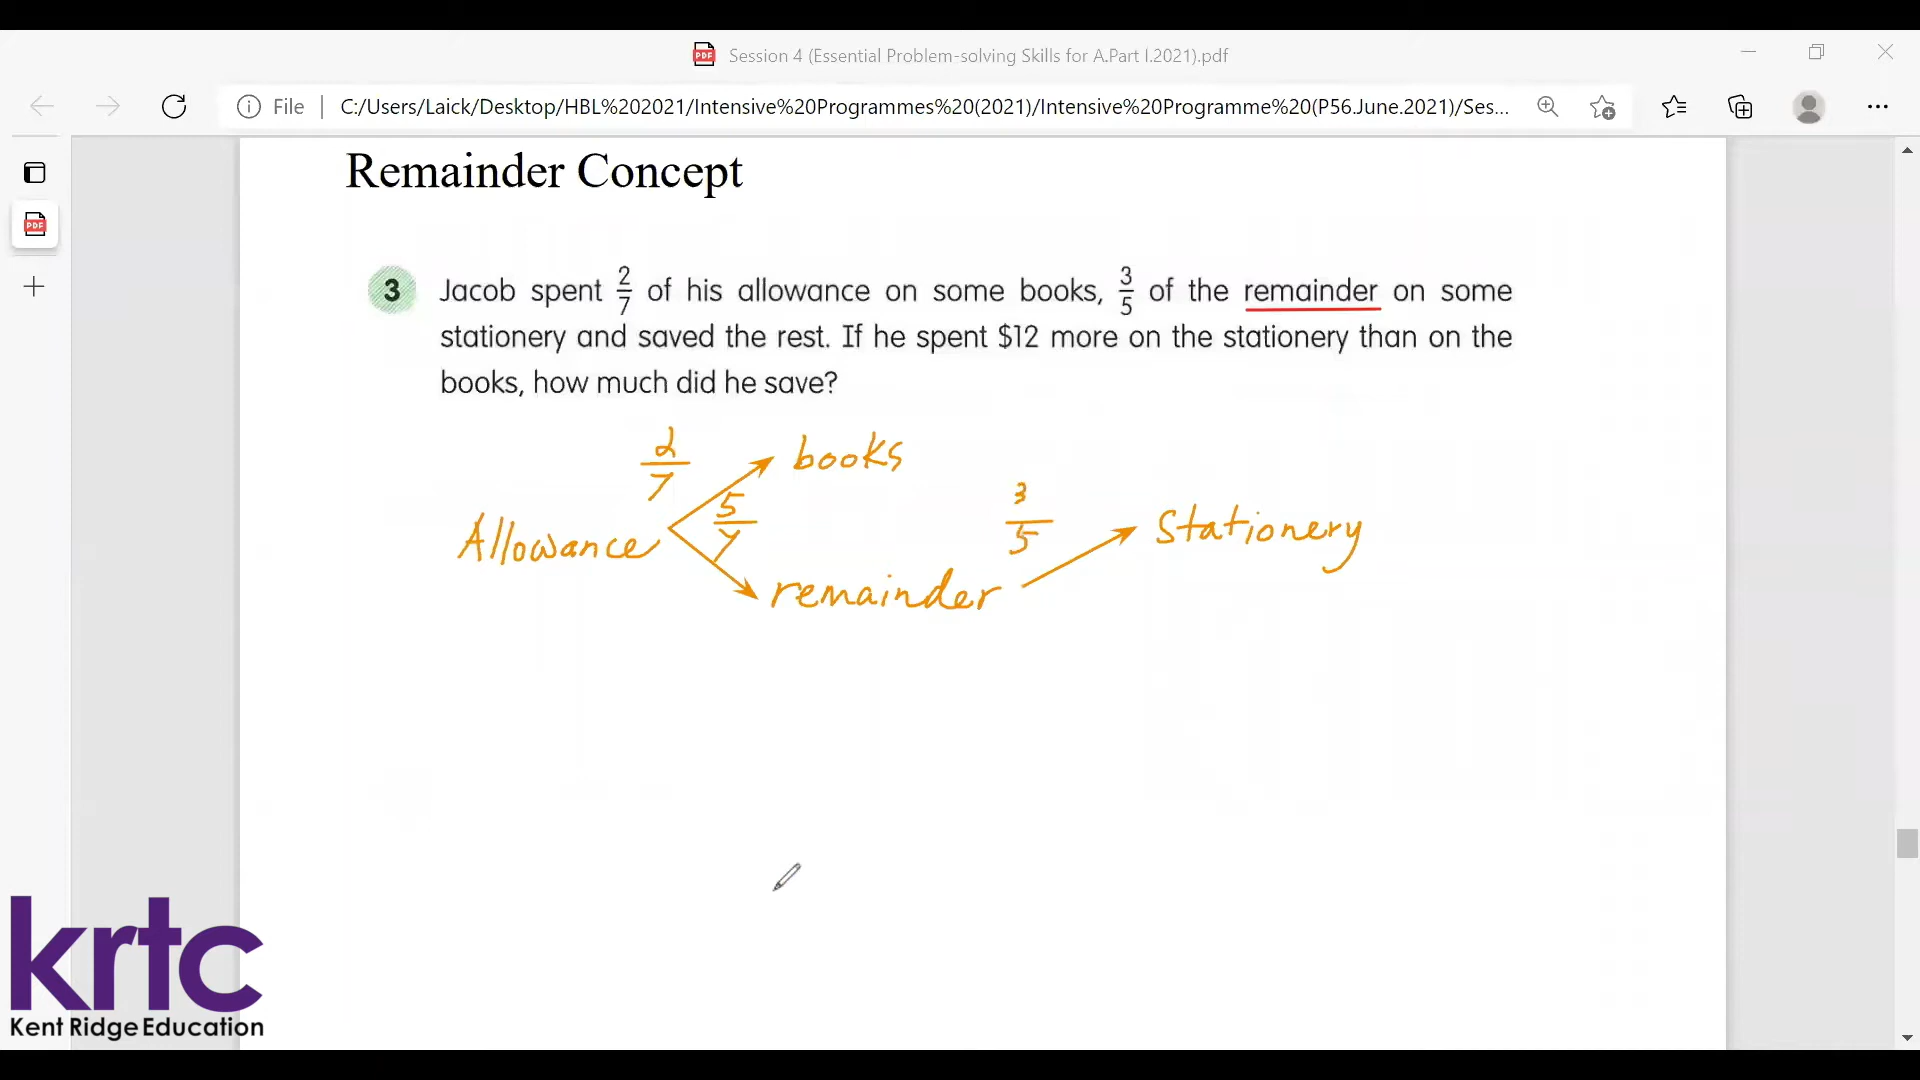 Session 4 (Essential Problem-solving Skills for A.Part I.2021).pdf
File
C:/Users/Laick/Desktop/HBL%202021/Intensive%20Programmes%20(2021)/Intensive%20Programme%20(P56.June.2021)/Ses...
Remainder Concept
3 Jacob spent 2/7 of his allowance on some books, 3/5 of the remainder on some
stationery and saved the rest. If he spent $12 more on the stationery than on the
books, how much did he save?
2/7 books
5/7
3/5 Stationery
Allowance
remainder
krtc
Kent Ridge Education